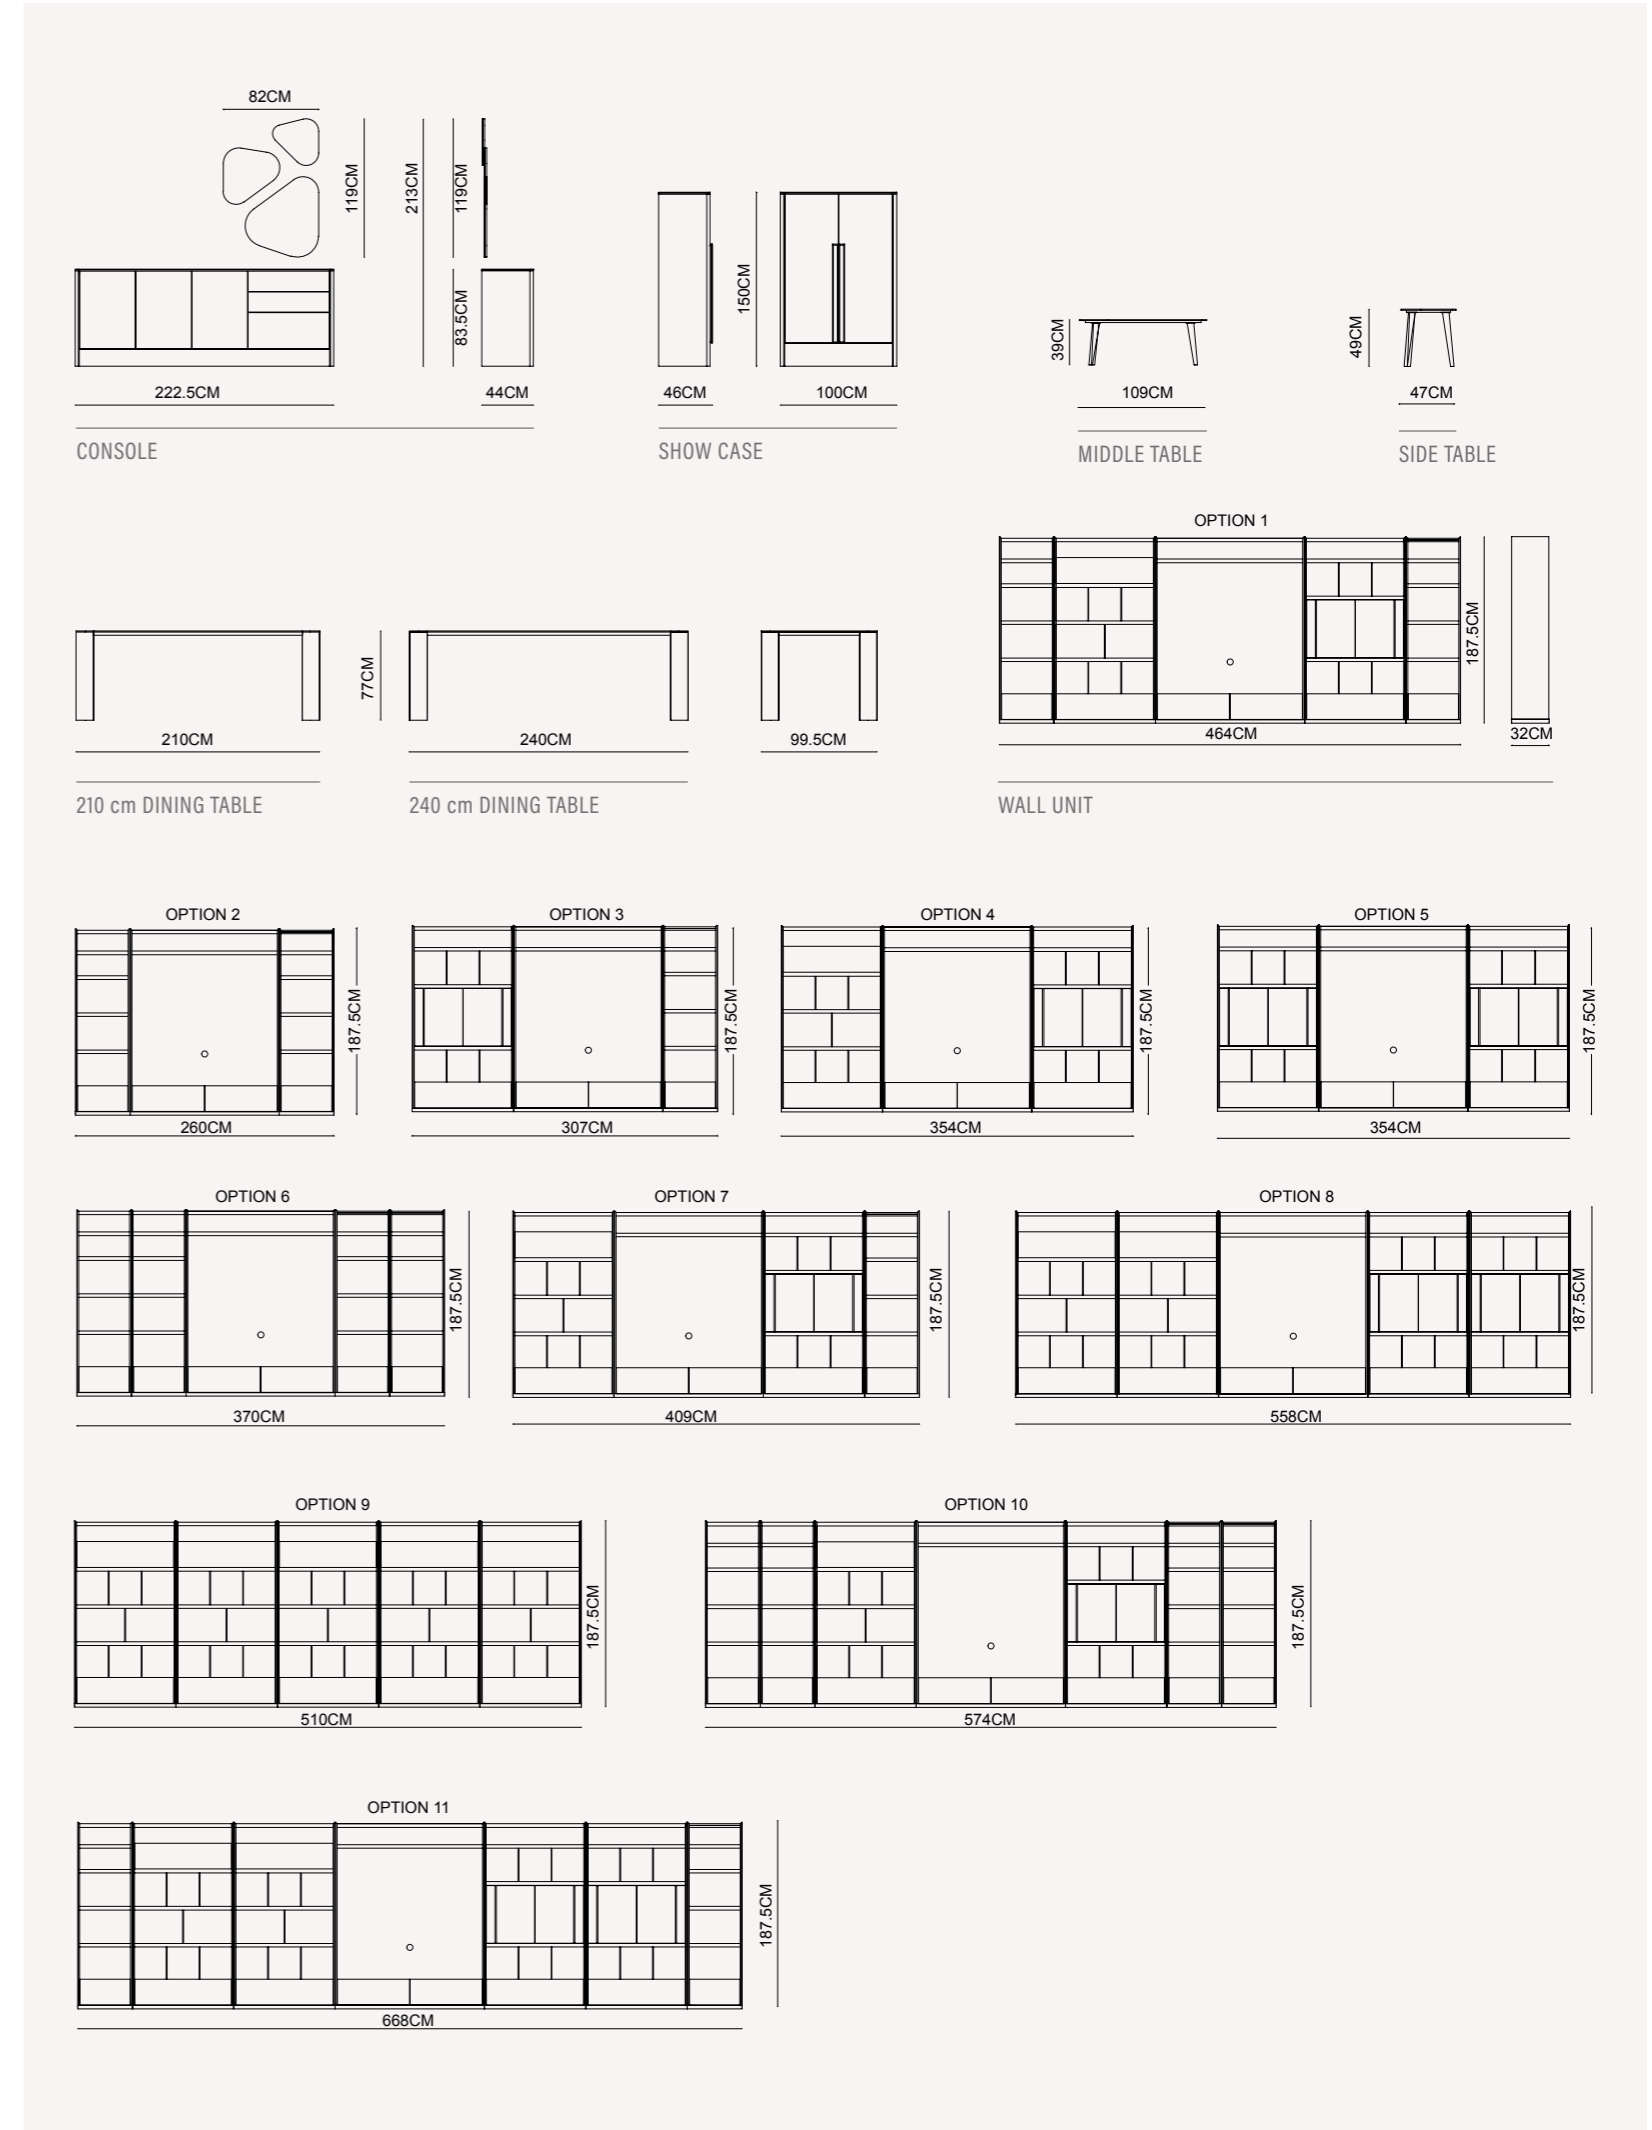 82CM
119CM
213CM
119CM
83.5CM
222.5CM
44CM
CONSOLE
150CM
46CM
100CM
SHOW CASE
39CM
109CM
MIDDLE TABLE
49CM
47CM
SIDE TABLE
210CM
77CM
240CM
99.5CM
210 cm DINING TABLE
240 cm DINING TABLE
OPTION 1
187.5CM
464CM
32CM
WALL UNIT
OPTION 2
187.5CM
260CM
OPTION 3
187.5CM
307CM
OPTION 4
187.5CM
354CM
OPTION 5
187.5CM
354CM
OPTION 6
187.5CM
370CM
OPTION 7
187.5CM
409CM
OPTION 8
187.5CM
558CM
OPTION 9
187.5CM
510CM
OPTION 10
187.5CM
574CM
OPTION 11
187.5CM
668CM